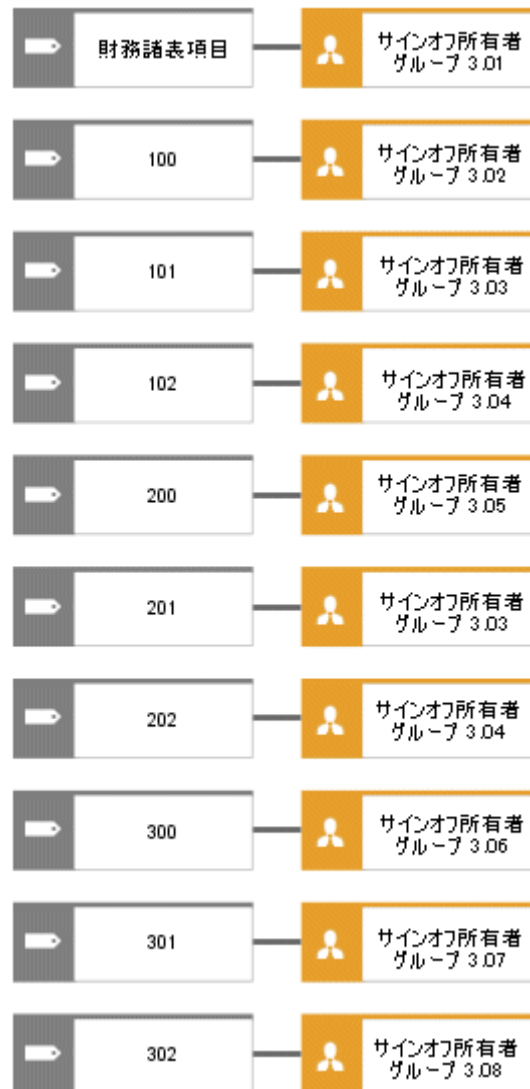 財務諸表項目
サインオフ所有者
グループ 3.01
100
サインオフ所有者
グループ 3.02
101
サインオフ所有者
グループ 3.03
102
サインオフ所有者
グループ 3.04
200
サインオフ所有者
グループ 3.05
201
サインオフ所有者
グループ 3.03
202
サインオフ所有者
グループ 3.04
300
サインオフ所有者
グループ 3.06
301
サインオフ所有者
グループ 3.07
302
サインオフ所有者
グループ 3.08